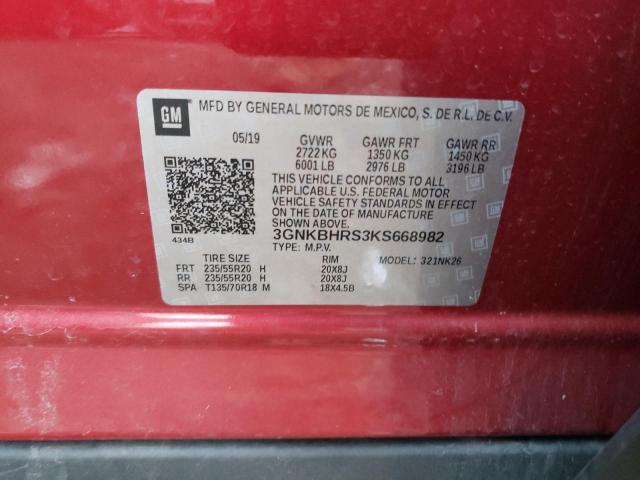 GM MFD BY GENERAL MOTORS DE MEXICO, S. DE R.L. DE C.V.
05/19 GVWR GAWR FRT GAWR RR
2722 KG 1350 KG 1450 KG
6001 LB 2976 LB 3196 LB
THIS VEHICLE CONFORMS TO ALL
APPLICABLE U.S. FEDERAL MOTOR
VEHICLE SAFETY STANDARDS IN
EFFECT ON THE DATE OF MANUFACTURE
SHOWN ABOVE.
3GNKBHRS3KS668982
434B TYPE: M.P.V. MODEL: 321NK26
TIRE SIZE RIM
FRT 235/55R20 H 20X8J
RR 235/55R20 H 20X8J
SPA T135/70R18 M 18X4.5B